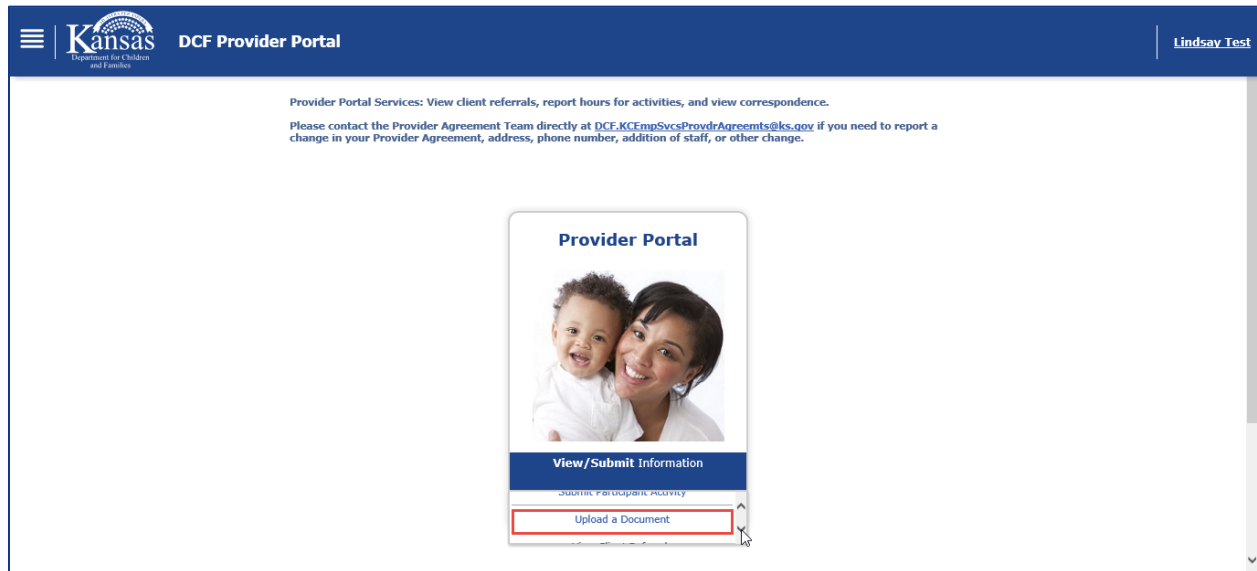 Kansas
Department for Children
and Families
DCF Provider Portal
Lindsay Test
Provider Portal Services: View client referrals, report hours for activities, and view correspondence.
Please contact the Provider Agreement Team directly at DCF.KCEmpSvcsProvdrAgreemts@ks.gov if you need to report a
change in your Provider Agreement, address, phone number, addition of staff, or other change.
Provider Portal
View/Submit Information
Submit Participant Activity
Upload a Document